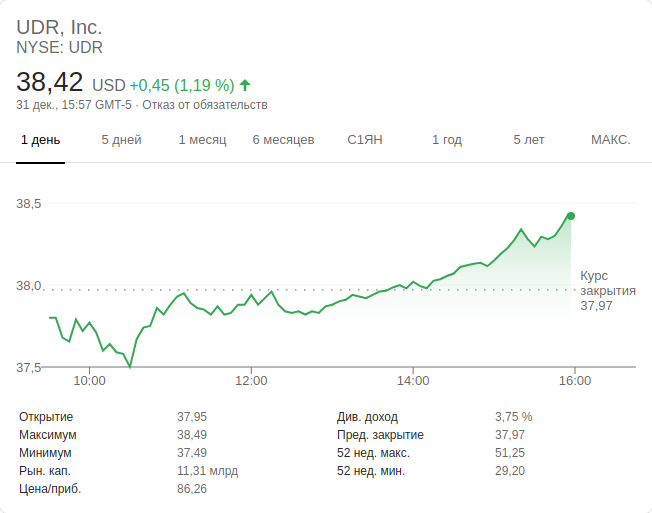 UDR, Inc.
NYSE: UDR
38,42 USD +0,45 (1,19 %)
31 дек., 15:57 GMT-5 · Отказ от обязательств
1 день 5 дней 1 месяц 6 месяцев С1ЯН 1 год 5 лет МАКС.
38,5
38,0
37,5
Курс
закрытия
37,97
10:00 12:00 14:00 16:00
Открытие 37,95
Максимум 38,49
Минимум 37,49
Рын. кап. 11,31 млрд
Цена/приб. 86,26
Див. доход 3,75 %
Пред. закрытие 37,97
52 нед. макс. 51,25
52 нед. мин. 29,20